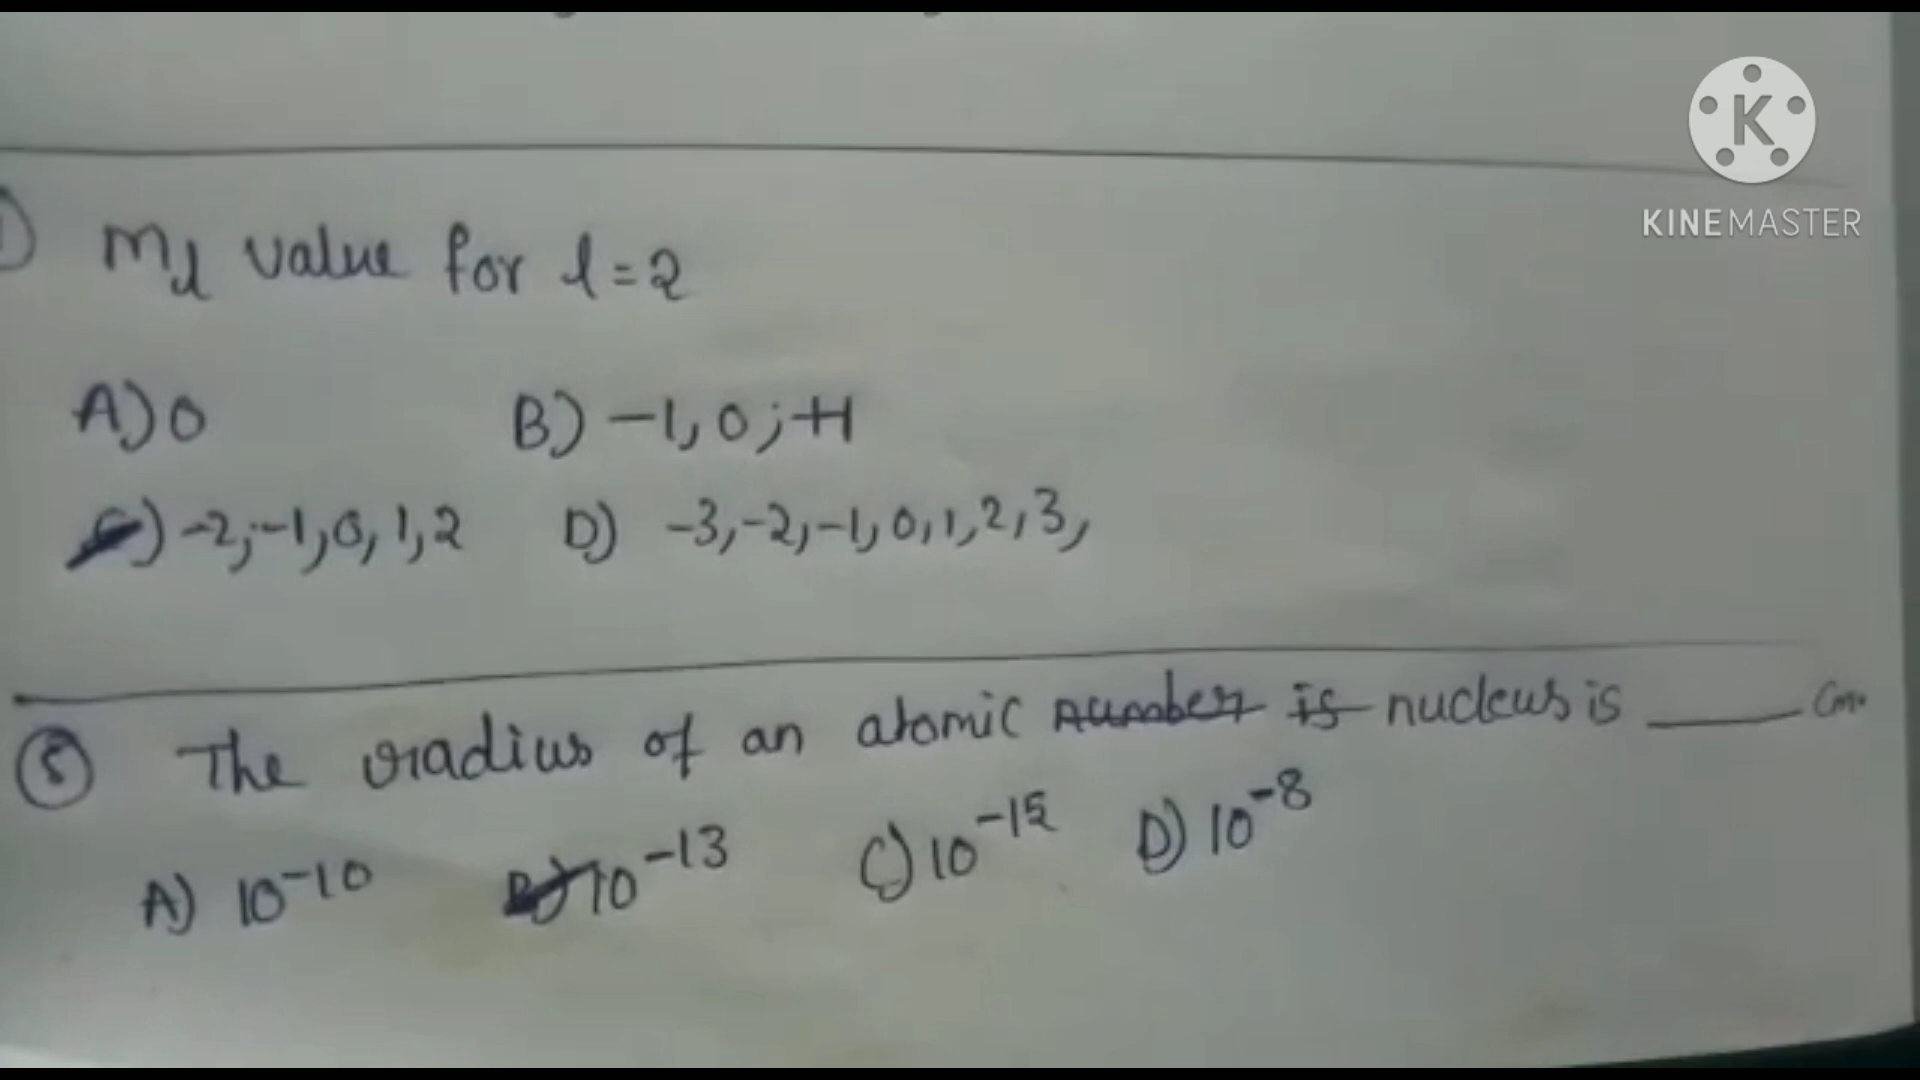 K
KINEMASTER
ml value for l=2
A) 0 B) -1, 0, +1
C) -2, -1, 0, 1, 2 D) -3, -2, -1, 0, 1, 2, 3,
⑤ The radius of an atomic number is nucleus is ____ cm.
A) 10⁻¹⁰ B) 10⁻¹³ C) 10⁻¹⁵ D) 10⁻⁸